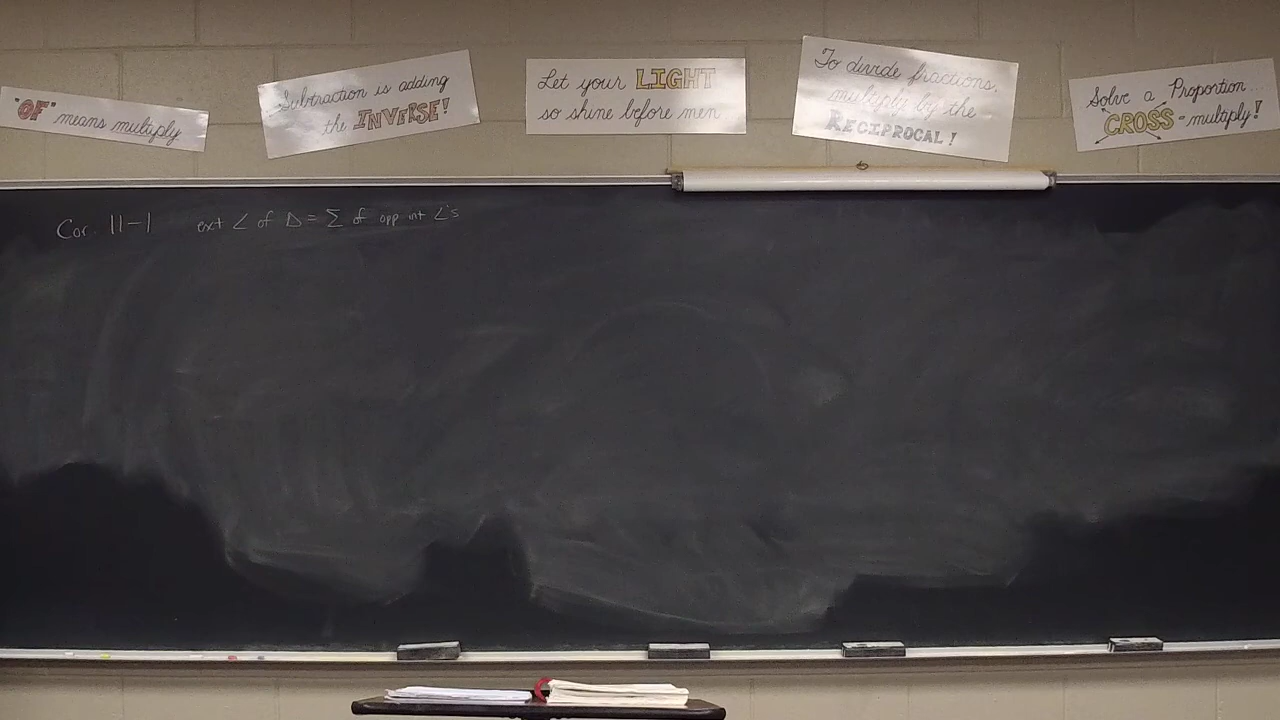 "OF" means multiply
Subtraction is adding
the INVERSE!
Let your LIGHT
so shine before men
To divide fractions,
multiply by the
RECIPROCAL!
Solve a Proportion...
CROSS-multiply!
Cor. 11-1 ext ∠ of △ = Σ of opp int ∠'s